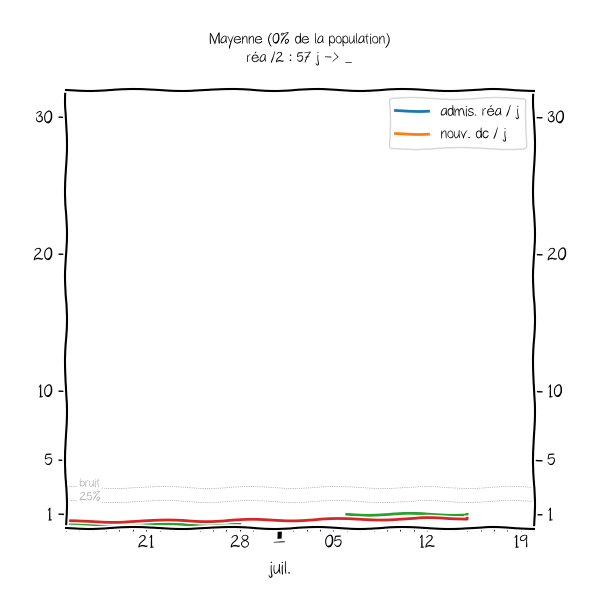 Mayenne (0% de la population)
réa /2 : 57 j -> _
admis. réa / j
nouv. dc / j
30
30
20
20
10
10
5
5
bruit
25%
1
1
21
28
1
05
12
19
juil.